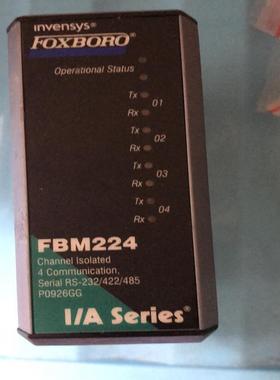 invensys®
FOXBORO®
Operational Status
Tx
01
Rx
Tx
02
Rx
Tx
03
Rx
Tx
04
Rx
FBM224
Channel Isolated
4 Communication,
Serial RS-232/422/485
P0926GG
I/A Series®